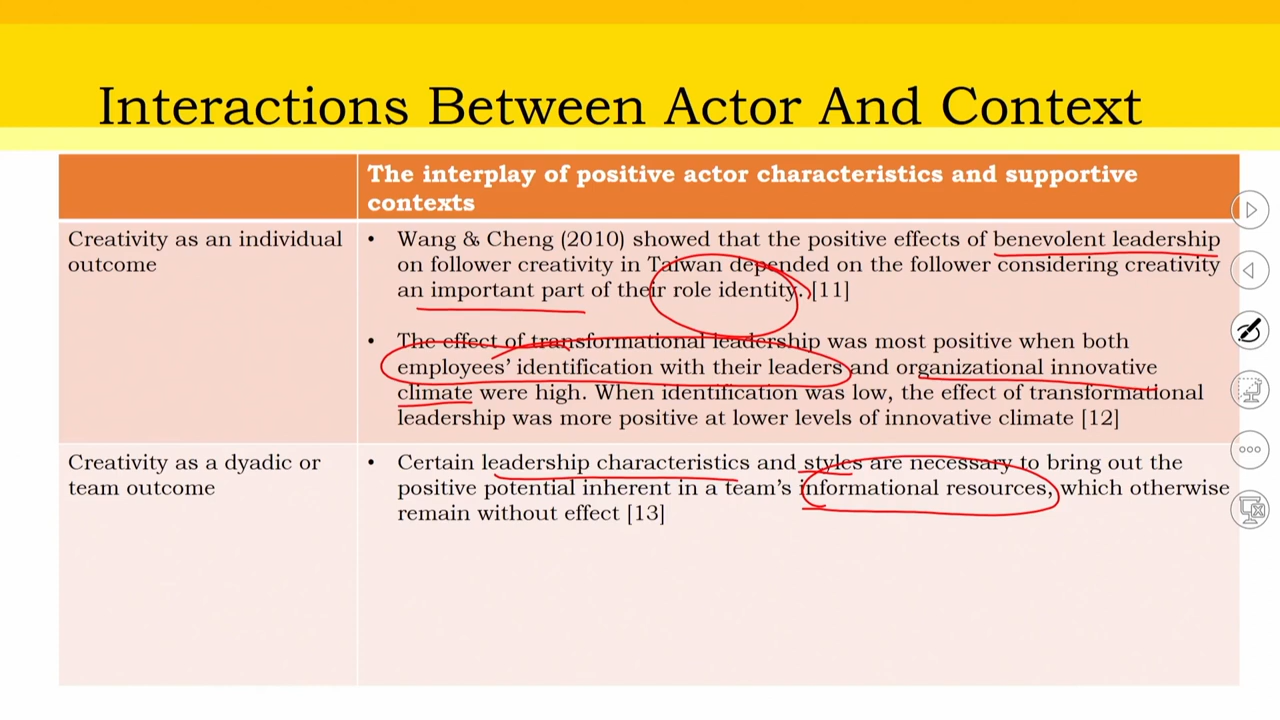 Interactions Between Actor And Context
The interplay of positive actor characteristics and supportive
contexts
Creativity as an individual
outcome
• Wang & Cheng (2010) showed that the positive effects of benevolent leadership
on follower creativity in Taiwan depended on the follower considering creativity
an important part of their role identity. [11]
• The effect of transformational leadership was most positive when both
employees’ identification with their leaders and organizational innovative
climate were high. When identification was low, the effect of transformational
leadership was more positive at lower levels of innovative climate [12]
Creativity as a dyadic or
team outcome
• Certain leadership characteristics and styles are necessary to bring out the
positive potential inherent in a team’s informational resources, which otherwise
remain without effect [13]